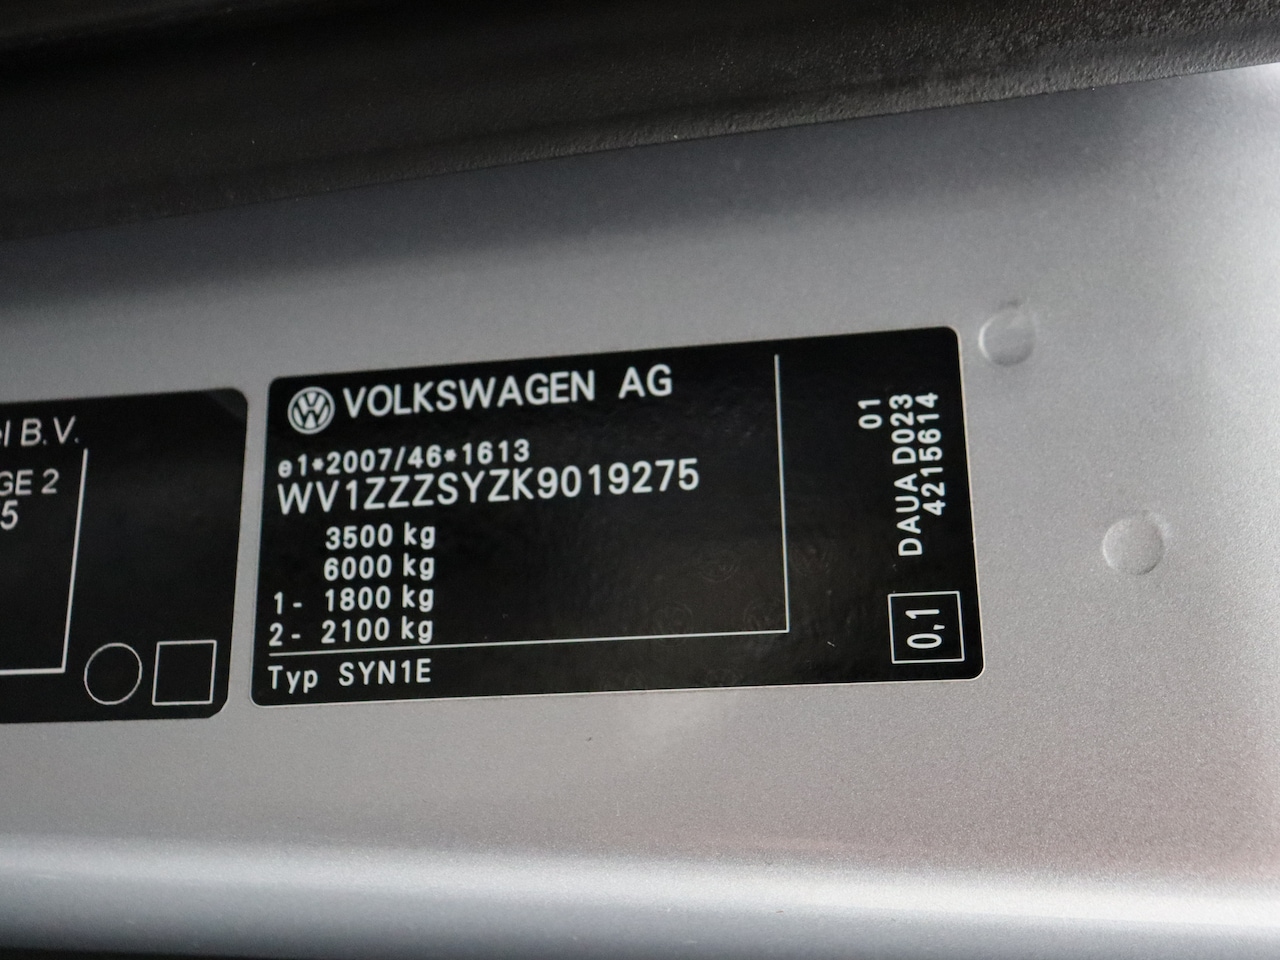 el B.V.
GE 2
5
VOLKSWAGEN AG
e1*2007/46*1613
WV1ZZZSYZK9019275
3500 kg
6000 kg
1- 1800 kg
2- 2100 kg
Typ SYN1E
01
DAUA D023
4215614
0,1